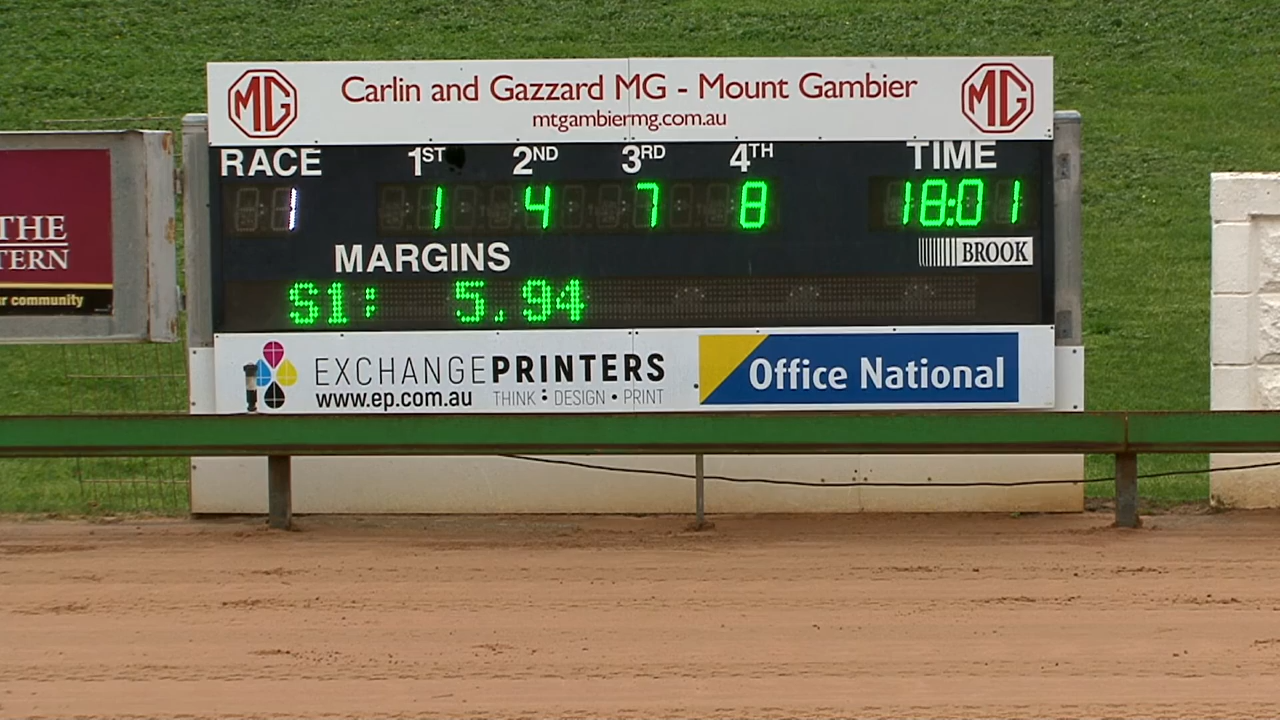 MG Carlin and Gazzard MG - Mount Gambier MG
mtgambiermg.com.au
RACE 1ST 2ND 3RD 4TH TIME
1 1 4 7 8 18:01
MARGINS
BROOK
S1: 5.94
EXCHANGEPRINTERS
www.ep.com.au THINK : DESIGN • PRINT
Office National
THE
TERN
r community